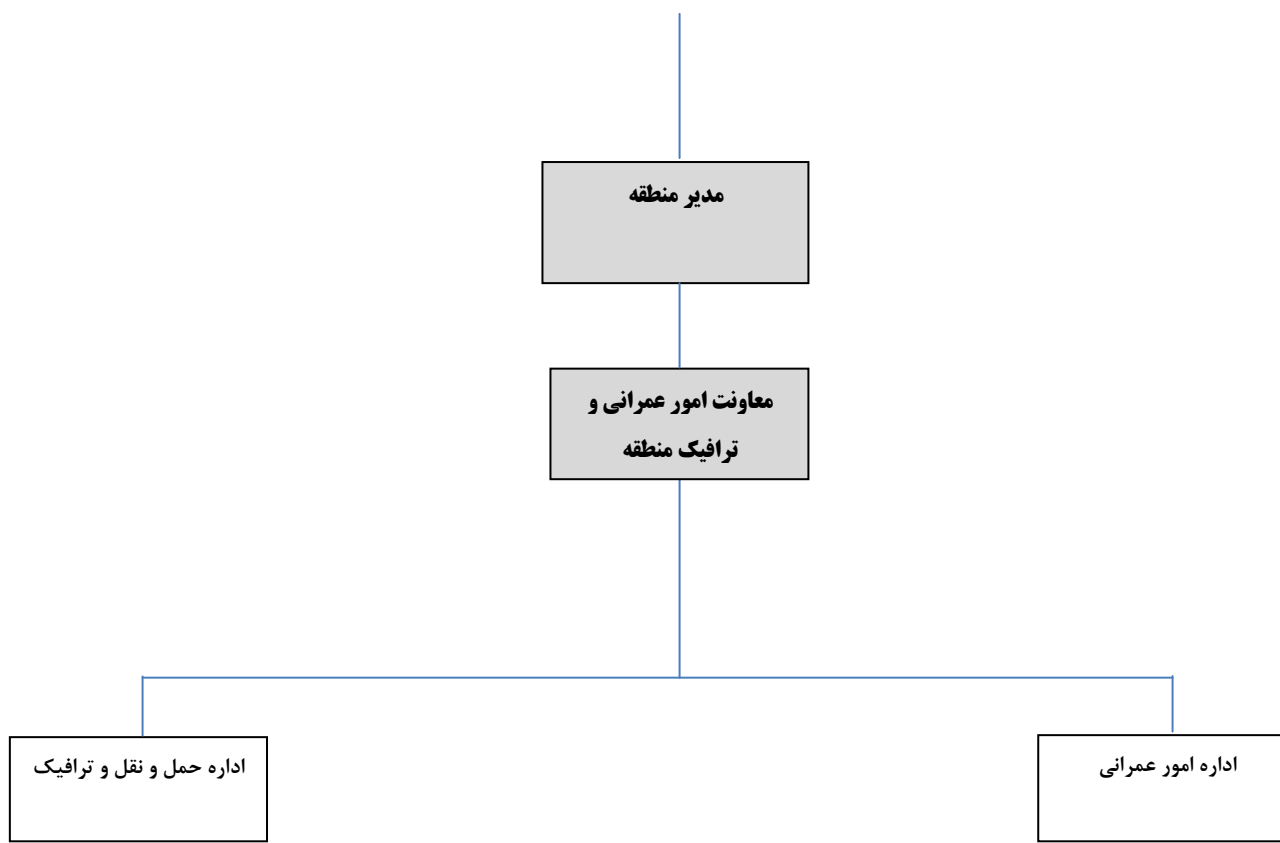 مدیر منطقه
معاونت امور عمرانی و
ترافیک منطقه
اداره امور عمرانی
اداره حمل و نقل و ترافیک